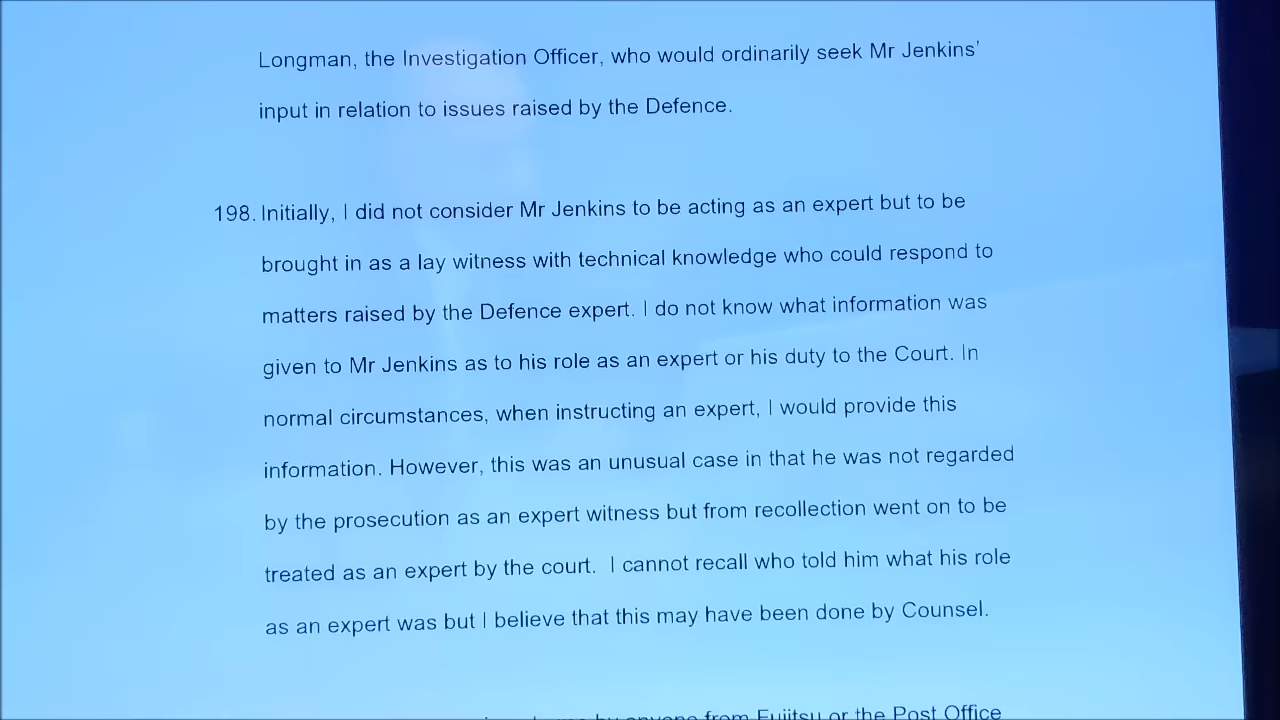 Longman, the Investigation Officer, who would ordinarily seek Mr Jenkins'
input in relation to issues raised by the Defence.
198. Initially, I did not consider Mr Jenkins to be acting as an expert but to be
brought in as a lay witness with technical knowledge who could respond to
matters raised by the Defence expert. I do not know what information was
given to Mr Jenkins as to his role as an expert or his duty to the Court. In
normal circumstances, when instructing an expert, I would provide this
information. However, this was an unusual case in that he was not regarded
by the prosecution as an expert witness but from recollection went on to be
treated as an expert by the court.  I cannot recall who told him what his role
as an expert was but I believe that this may have been done by Counsel.
by anyone from Fujitsu or the Post Office